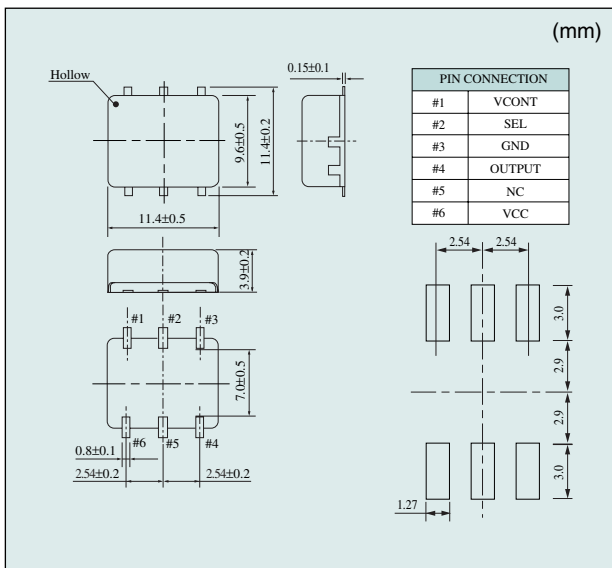 (mm)
Hollow
0.15±0.1
9.6±0.5
11.4±0.2
11.4±0.5
PIN CONNECTION
#1 VCONT
#2 SEL
#3 GND
#4 OUTPUT
#5 NC
#6 VCC
3.9±0.2
2.54 2.54
#1 #2 #3
3.0
7.0±0.5
2.9
2.9
#6 #5 #4
0.8±0.1
2.54±0.2 2.54±0.2
3.0
1.27